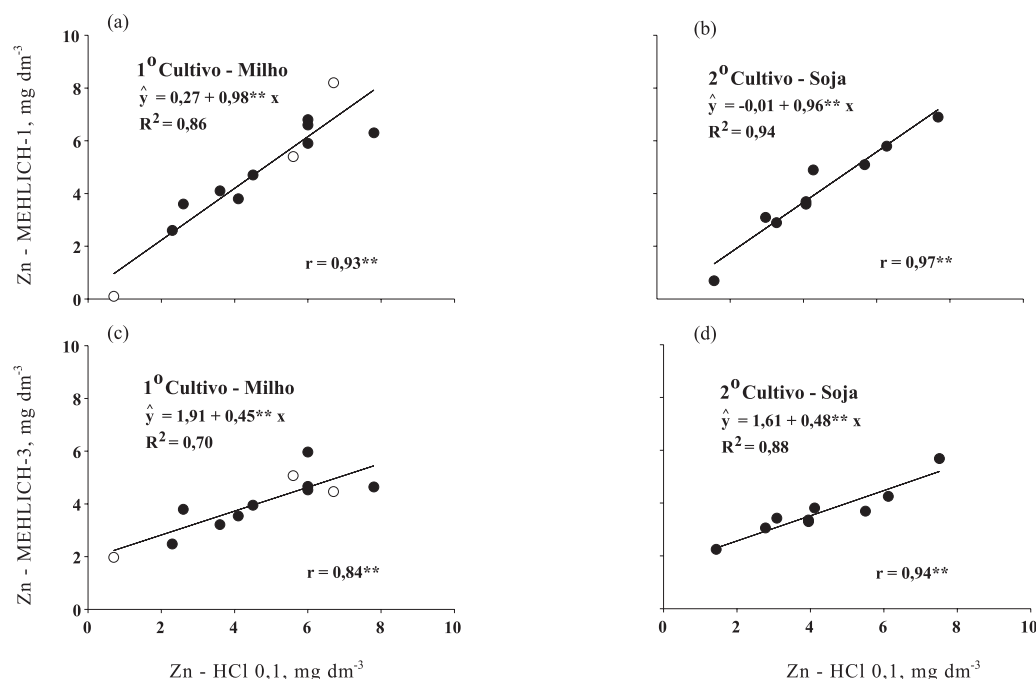 (a)
10
8
6
4
2
0
Zn - MEHLICH-1, mg dm-3
1º Cultivo - Milho
ŷ = 0,27 + 0,98** x
R² = 0,86
r = 0,93**
(b)
2º Cultivo - Soja
ŷ = -0,01 + 0,96** x
R² = 0,94
r = 0,97**
(c)
10
8
6
4
2
0
Zn - MEHLICH-3, mg dm-3
1º Cultivo - Milho
ŷ = 1,91 + 0,45** x
R² = 0,70
r = 0,84**
0 2 4 6 8 10
Zn - HCl 0,1, mg dm-3
(d)
2º Cultivo - Soja
ŷ = 1,61 + 0,48** x
R² = 0,88
r = 0,94**
0 2 4 6 8 10
Zn - HCl 0,1, mg dm-3